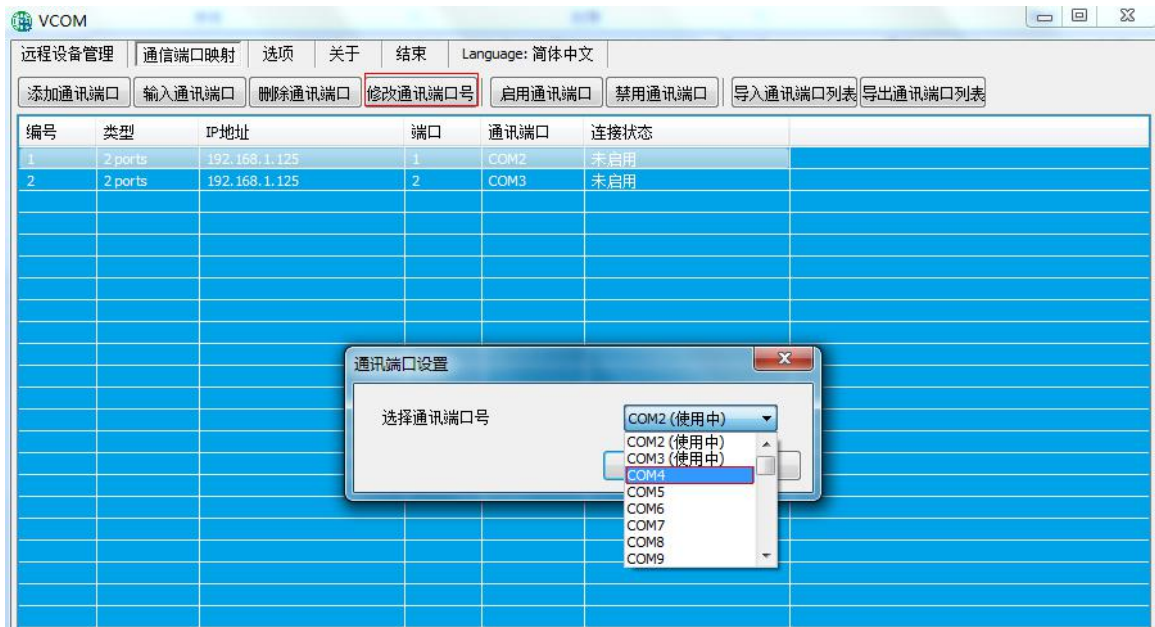 VCOM
远程设备管理 通信端口映射 选项 关于 结束 Language: 简体中文
添加通讯端口 输入通讯端口 删除通讯端口 修改通讯端口号 启用通讯端口 禁用通讯端口 导入通讯端口列表 导出通讯端口列表
编号 类型 IP地址 端口 通讯端口 连接状态
1 2 ports 192.168.1.125 1 COM2 未启用
2 2 ports 192.168.1.125 2 COM3 未启用
通讯端口设置
选择通讯端口号 COM2 (使用中)
COM2 (使用中)
COM3 (使用中)
COM4
COM5
COM6
COM7
COM8
COM9